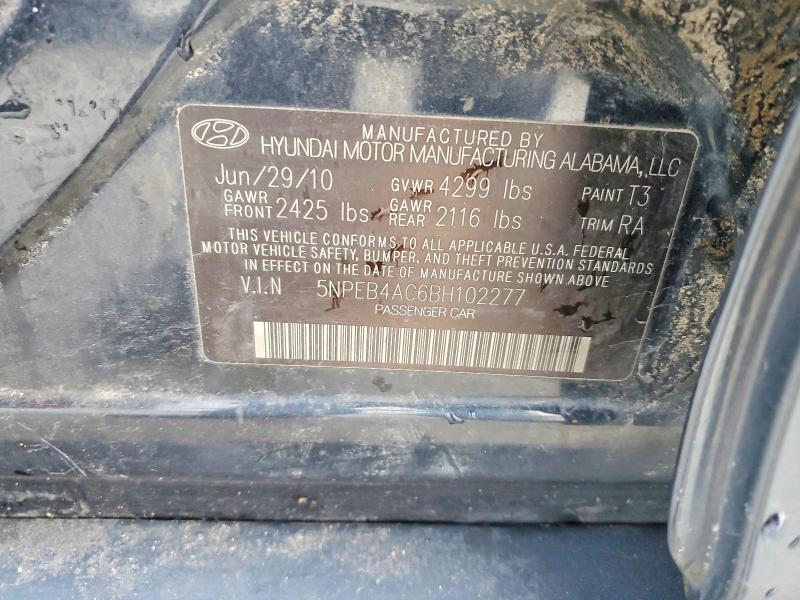 MANUFACTURED BY
HYUNDAI MOTOR MANUFACTURING ALABAMA,, LLC
Jun/29/10 GVWR 4299 lbs PAINT T3
GAWR FRONT 2425 lbs GAWR REAR 2116 lbs TRIM RA
THIS VEHICLE CONFORMS TO ALL APPLICABLE U.S.A. FEDERAL
MOTOR VEHICLE SAFETY, BUMPER, AND THEFT PREVENTION STANDARDS
IN EFFECT ON THE DATE OF MANUFACTURE SHOWN ABOVE
V.I.N 5NPEB4AC6BH102277
PASSENGER CAR